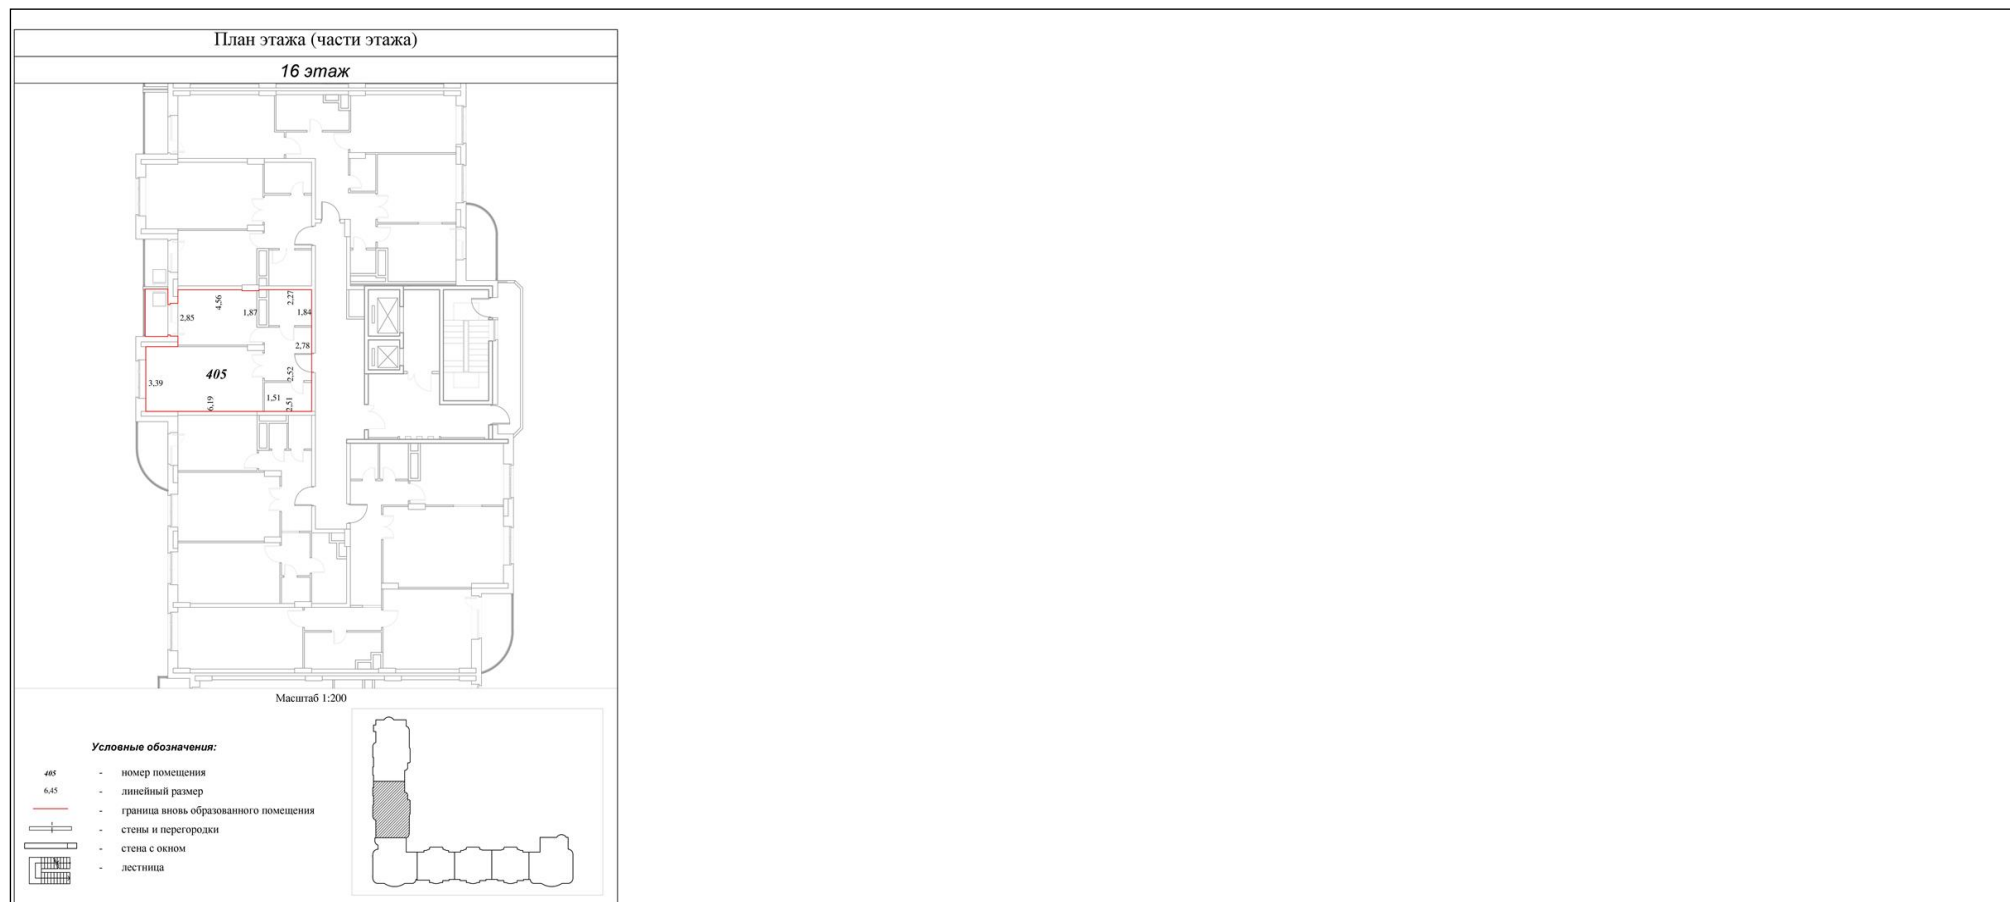 План этажа (части этажа)
16 этаж
4,56
2,27
2,85
1,87
1,84
2,78
405
2,52
3,39
6,19
1,51
2,51
Масштаб 1:200
Условные обозначения:
405 - номер помещения
6,45 - линейный размер
- граница вновь образованного помещения
- стены и перегородки
- стена с окном
- лестница